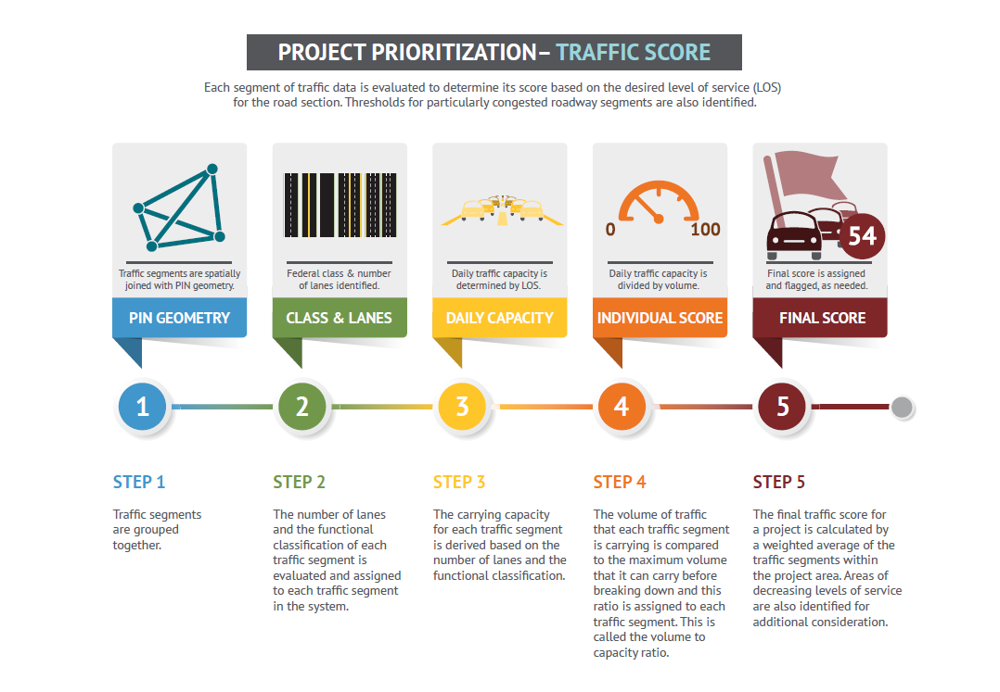 PROJECT PRIORITIZATION– TRAFFIC SCORE
Each segment of traffic data is evaluated to determine its score based on the desired level of service (LOS)
for the road section. Thresholds for particularly congested roadway segments are also identified.
Traffic segments are spatially
joined with PIN geometry.
PIN GEOMETRY
Federal class & number
of lanes identified.
CLASS & LANES
Daily traffic capacity is
determined by LOS.
DAILY CAPACITY
0 100
Daily traffic capacity is
divided by volume.
INDIVIDUAL SCORE
54
Final score is assigned
and flagged, as needed.
FINAL SCORE
1 2 3 4 5
STEP 1
Traffic segments
are grouped
together.
STEP 2
The number of lanes
and the functional
classification of each
traffic segment is
evaluated and assigned
to each traffic segment
in the system.
STEP 3
The carrying capacity
for each traffic segment
is derived based on the
number of lanes and the
functional classification.
STEP 4
The volume of traffic
that each traffic segment
is carrying is compared
to the maximum volume
that it can carry before
breaking down and this
ratio is assigned to each
traffic segment. This is
called the volume to
capacity ratio.
STEP 5
The final traffic score for
a project is calculated by
a weighted average of the
traffic segments within
the project area. Areas of
decreasing levels of service
are also identified for
additional consideration.